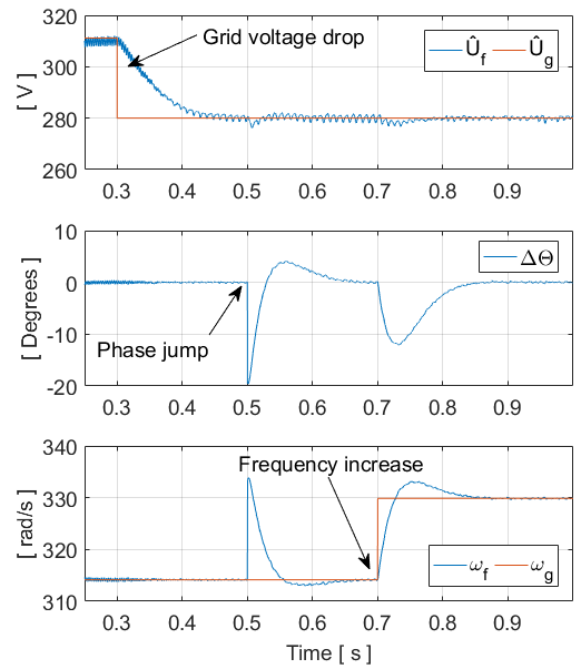 Grid voltage drop
Û_f Û_g
[ V ]
320
300
280
260
0.3 0.4 0.5 0.6 0.7 0.8 0.9
ΔΘ
[ Degrees ]
10
0
-10
-20
Phase jump
0.3 0.4 0.5 0.6 0.7 0.8 0.9
Frequency increase
[ rad/s ]
340
330
320
310
ω_f ω_g
0.3 0.4 0.5 0.6 0.7 0.8 0.9
Time [ s ]